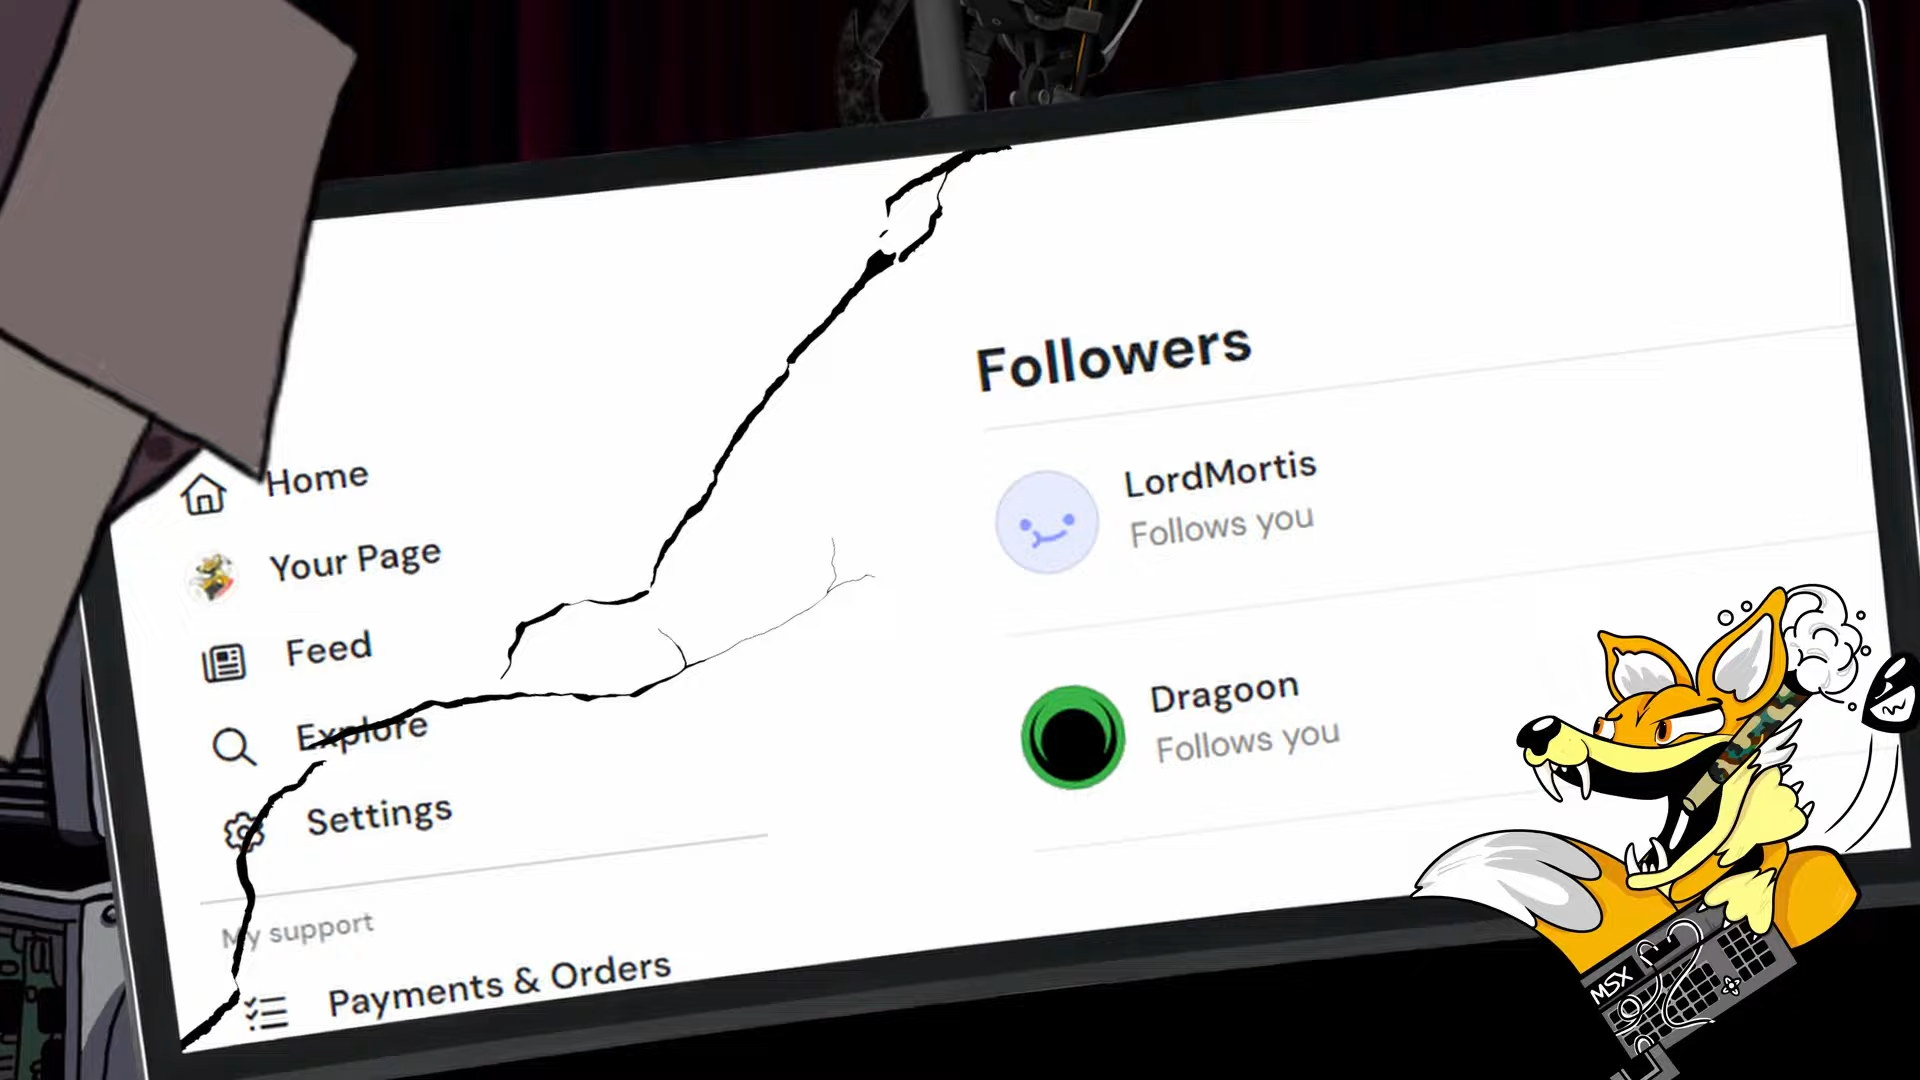 Home
Your Page
Feed
Explore
Settings
My support
Payments & Orders
Followers
LordMortis
Follows you
Dragoon
Follows you
MSX